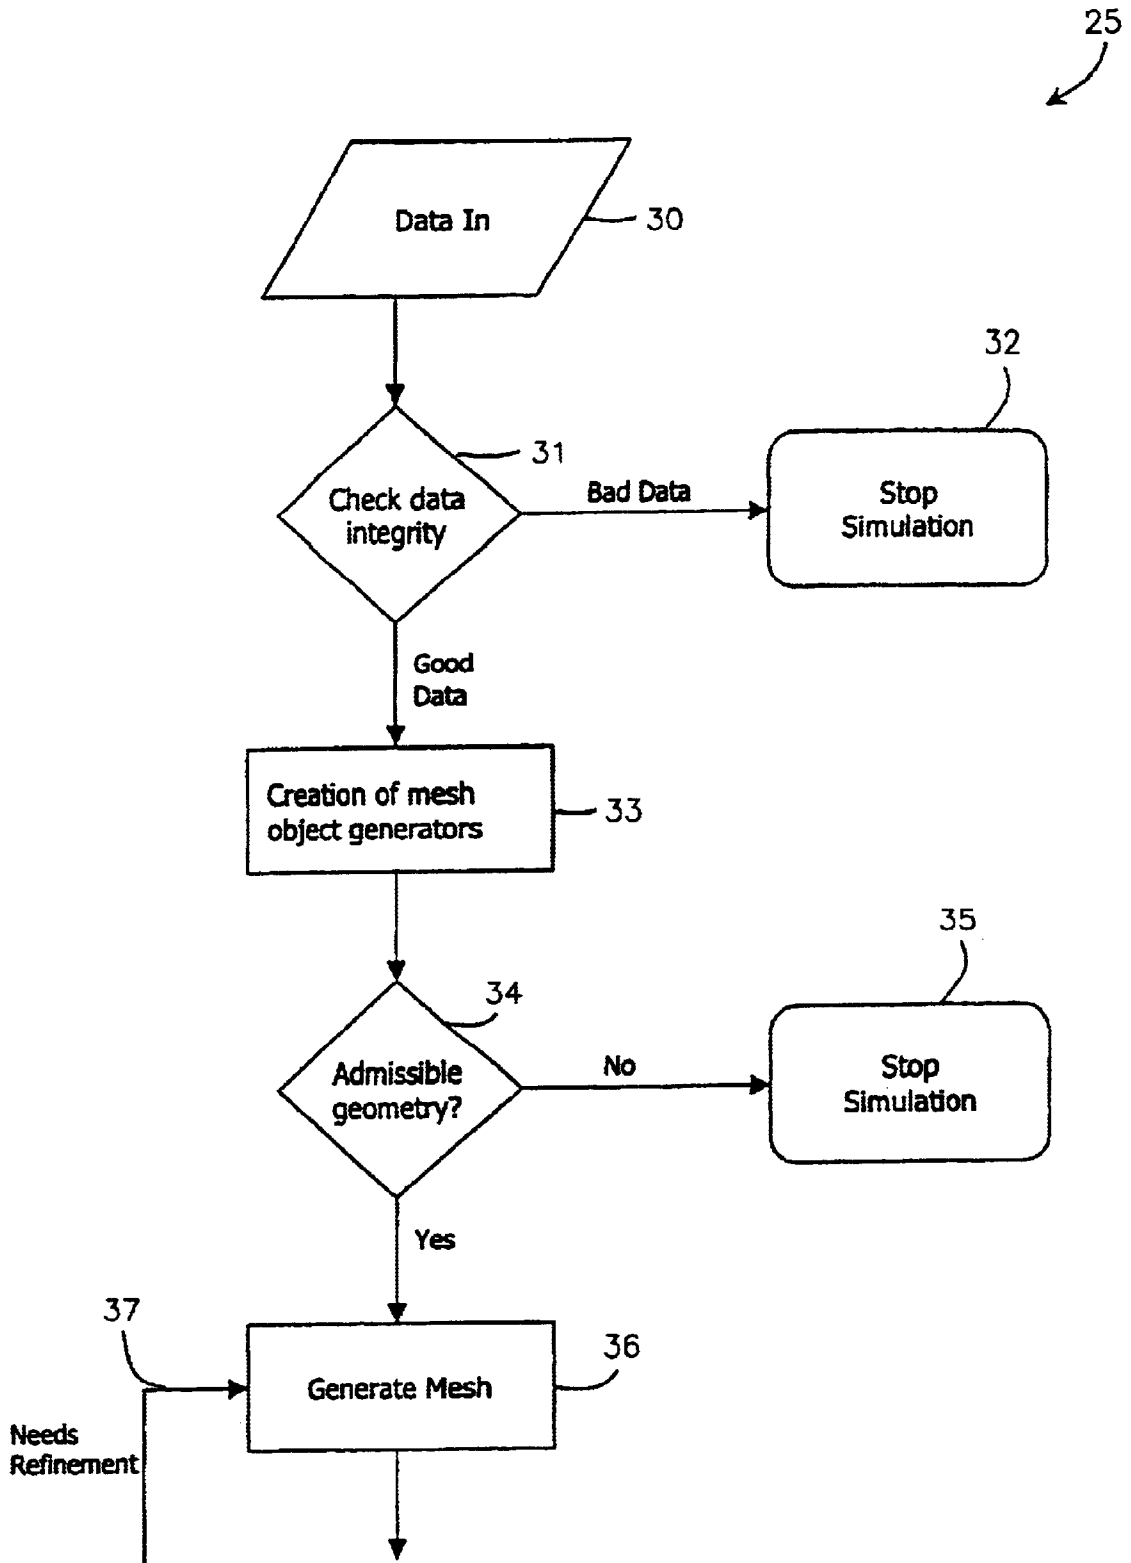 25
Data In
30
32
31
Check data
integrity
Bad Data
Stop
Simulation
Good
Data
Creation of mesh
object generators
33
35
34
Admissible
geometry?
No
Stop
Simulation
Yes
37
36
Generate Mesh
Needs
Refinement